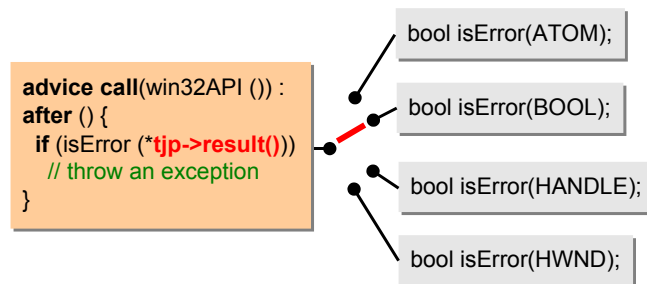 advice call(win32API ()) :
after () {
if (isError (*tjp->result()))
// throw an exception
}
bool isError(ATOM);
bool isError(BOOL);
bool isError(HANDLE);
bool isError(HWND);